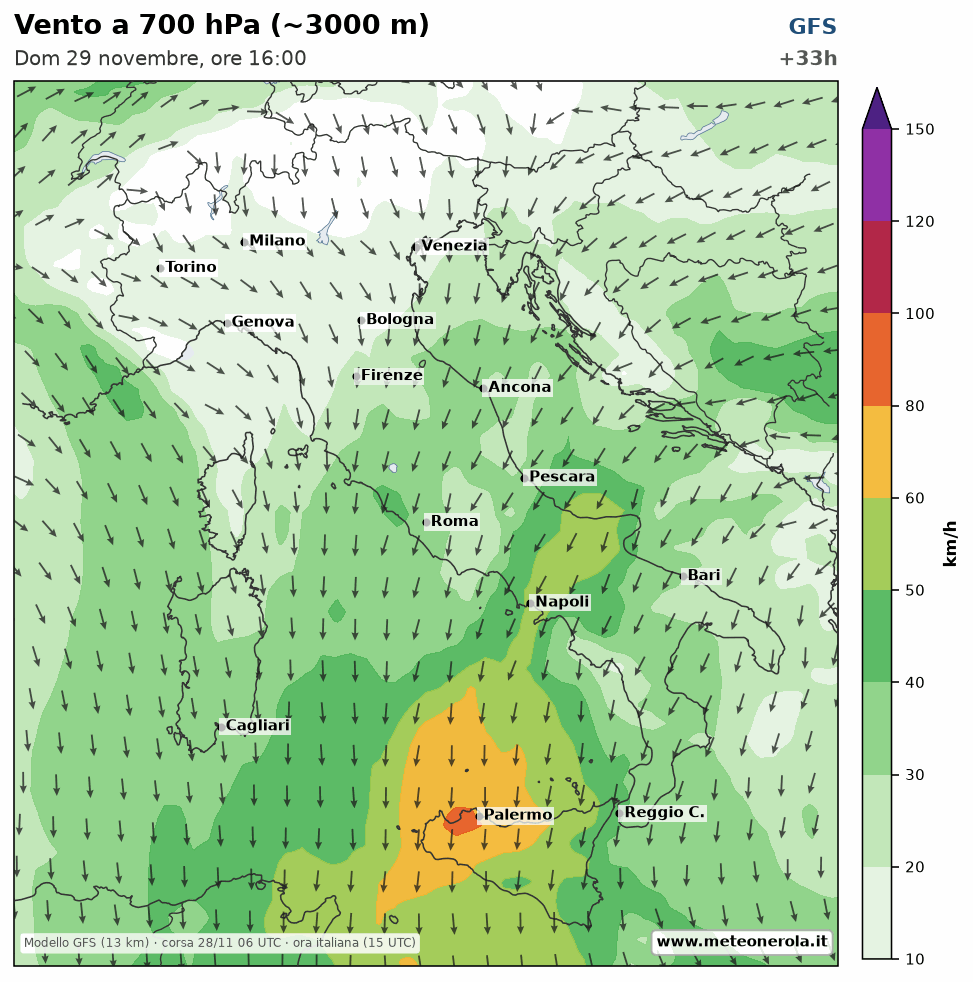 Vento a 700 hPa (~3000 m)
GFS
Dom 29 novembre, ore 16:00
+33h
Milano
Venezia
Torino
Genova
Bologna
Firenze
Ancona
Pescara
Roma
Bari
Napoli
Cagliari
Palermo
Reggio C.
Modello GFS (13 km) · corsa 28/11 06 UTC · ora italiana (15 UTC)
www.meteonerola.it
150
120
100
80
60
50
40
30
20
10
km/h